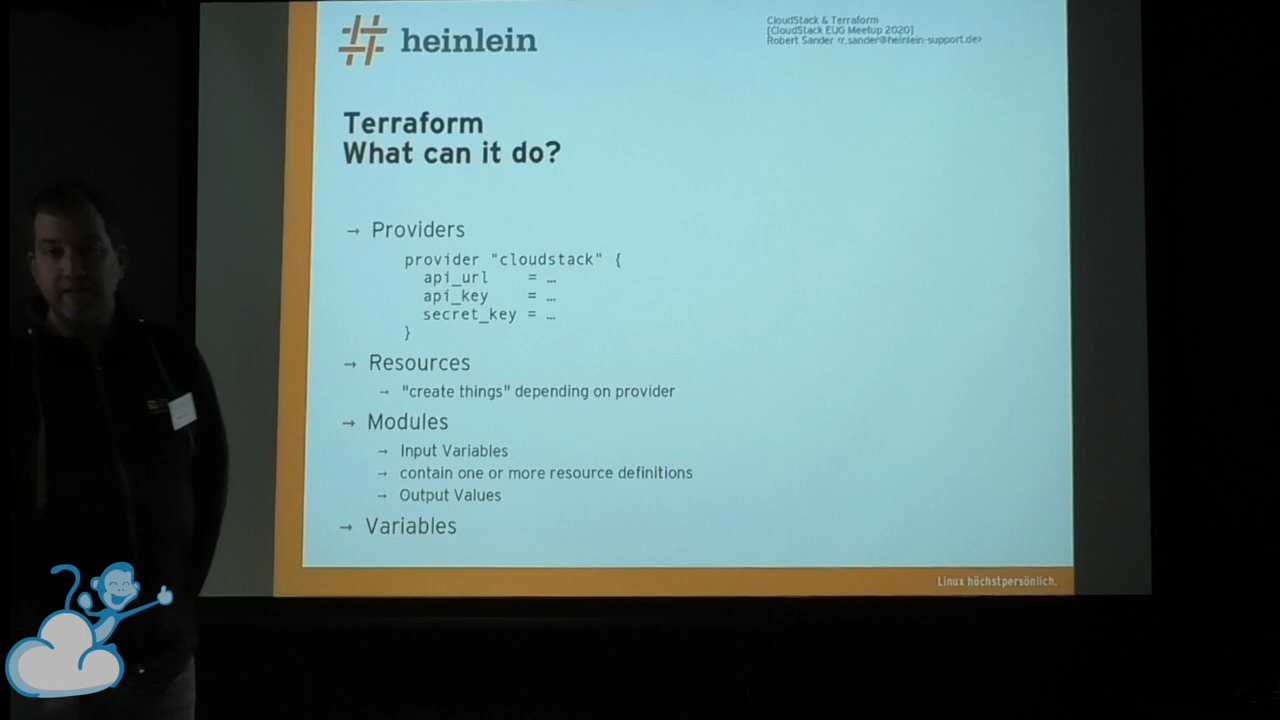 heinlein
CloudStack & Terraform
[CloudStack EUG Meetup 2020]
Robert Sander <r.sander@heinlein-support.de>
Terraform
What can it do?
→ Providers
provider "cloudstack" {
api_url = …
api_key = …
secret_key = …
}
→ Resources
→ "create things" depending on provider
→ Modules
→ Input Variables
→ contain one or more resource definitions
→ Output Values
→ Variables
Linux höchstpersönlich.